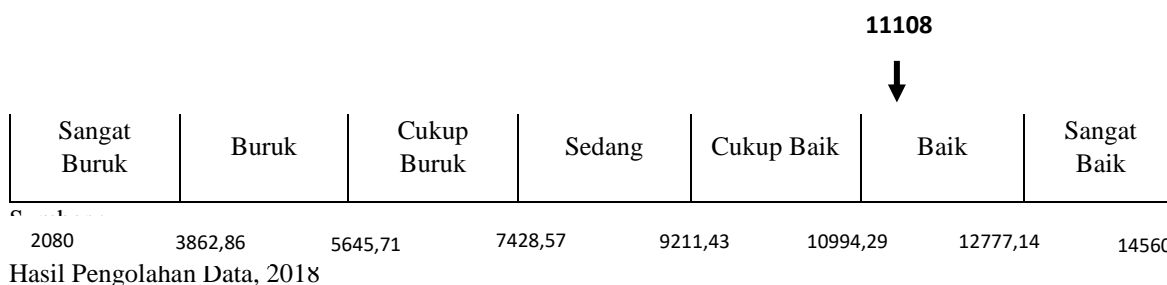 11108
Sangat Buruk Buruk Cukup Buruk Sedang Cukup Baik Baik Sangat Baik
2080 3862,86 5645,71 7428,57 9211,43 10994,29 12777,14 14560
Hasil Pengolahan Data, 2018